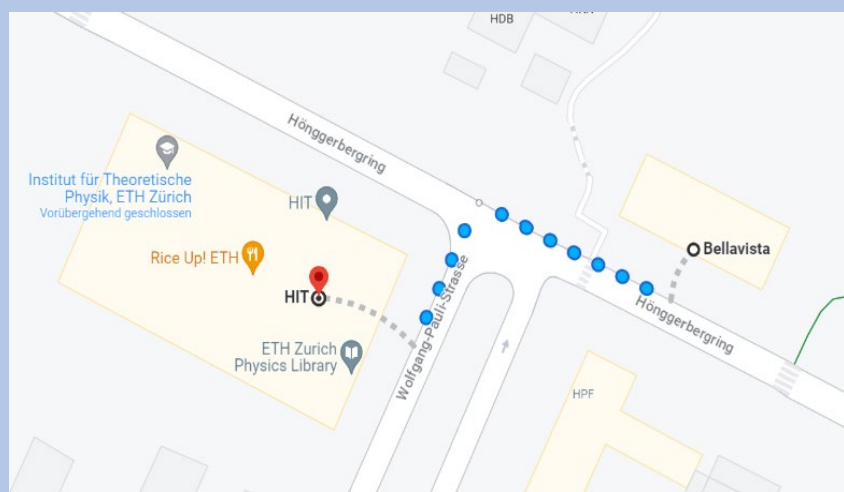 HDB
Hönggerbergring
Institut für Theoretische
Physik, ETH Zürich
Vorübergehend geschlossen
HIT
Rice Up! ETH
HIT
Bellavista
Wolfgang-Pauli-Strasse
Hönggerbergring
ETH Zurich
Physics Library
HPF